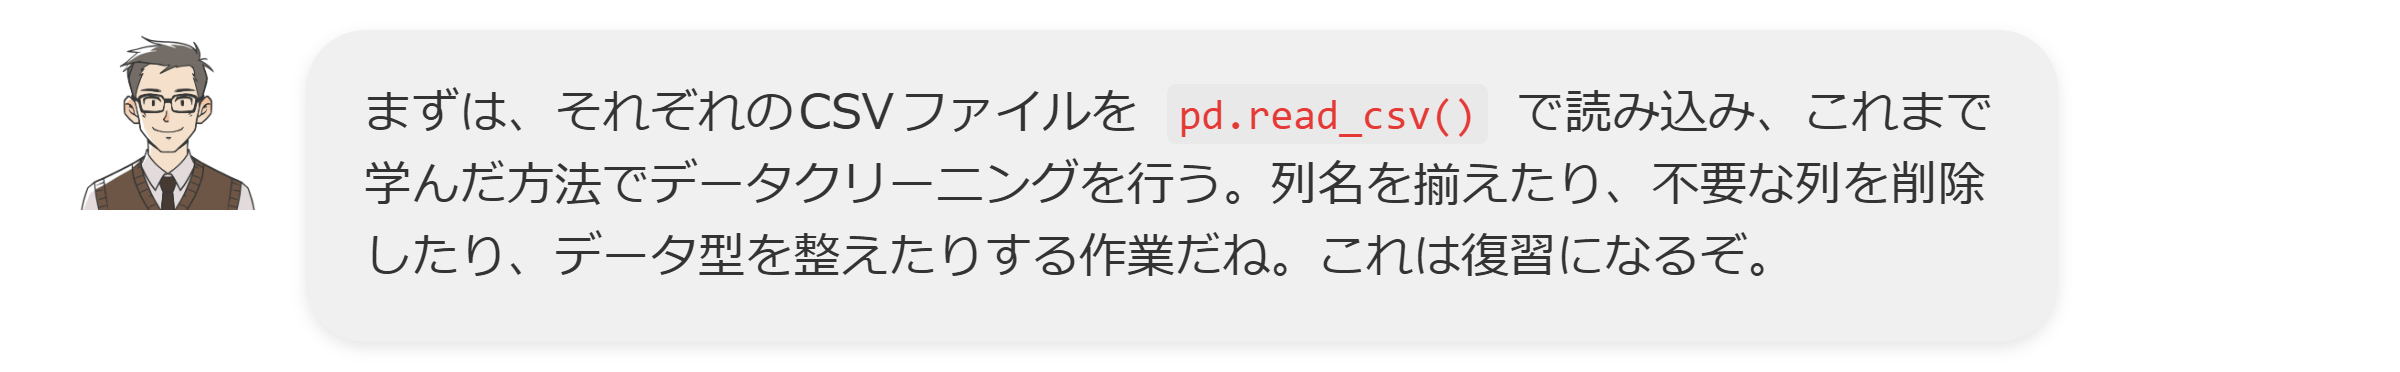 まずは、それぞれのCSVファイルを pd.read_csv() で読み込み、これまで
学んだ方法でデータクリーニングを行う。列名を揃えたり、不要な列を削除
したり、データ型を整えたりする作業だね。これは復習になるぞ。